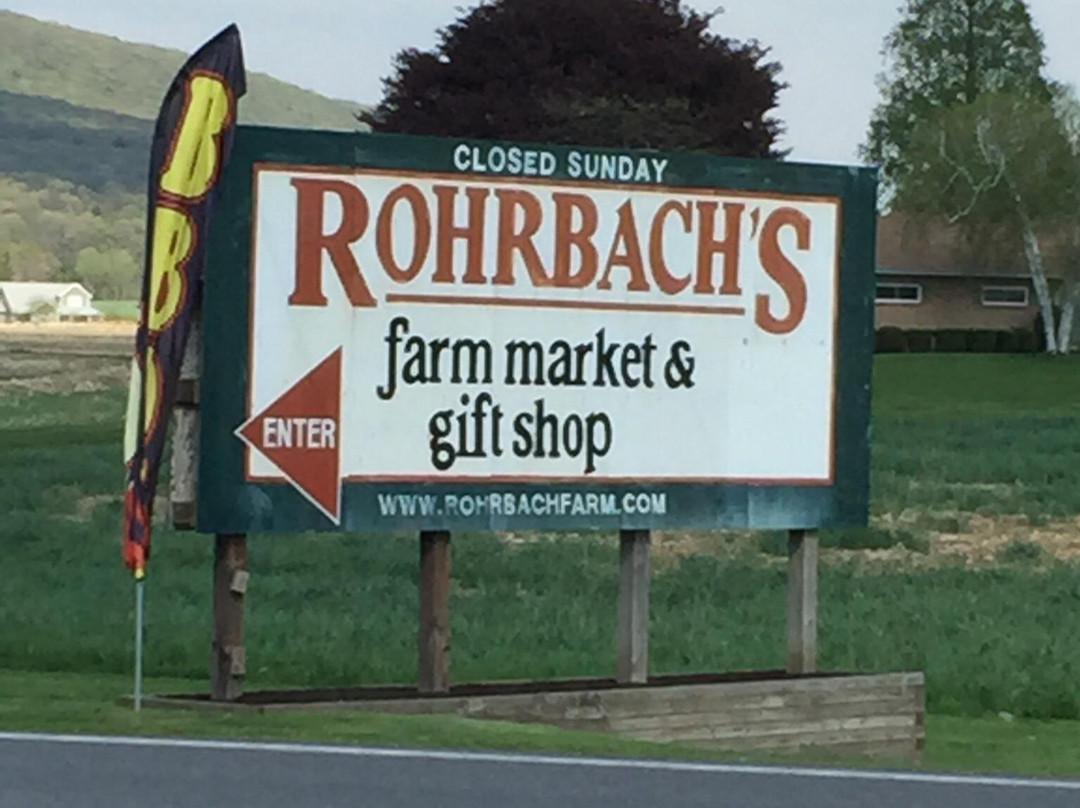 CLOSED SUNDAY
ROHRBACH'S
farm market &
gift shop
ENTER
WWW.ROHRBACHFARM.COM
B
B